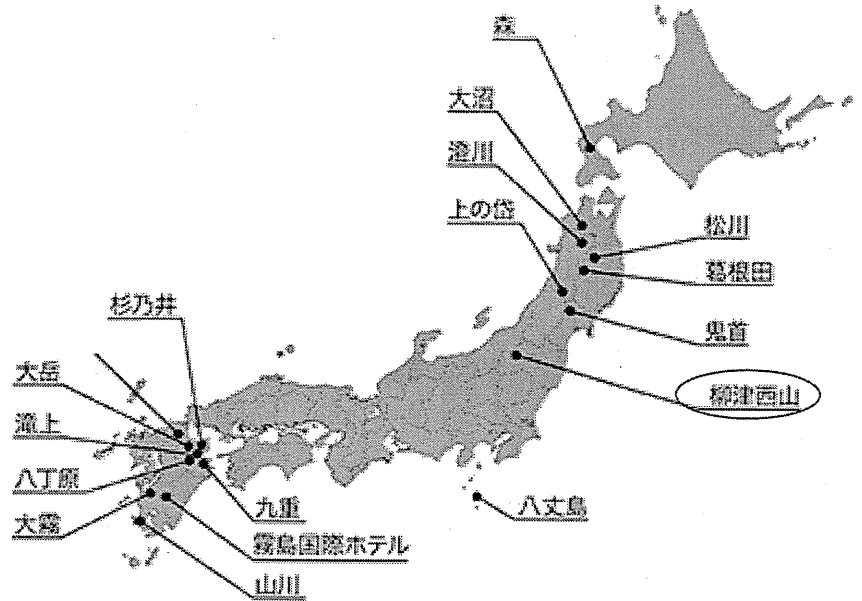 森
大沼
澄川
上の岱
松川
葛根田
鬼首
柳津西山
八丈島
杉乃井
大岳
滝上
八丁原
大霧
九重
霧島国際ホテル
山川